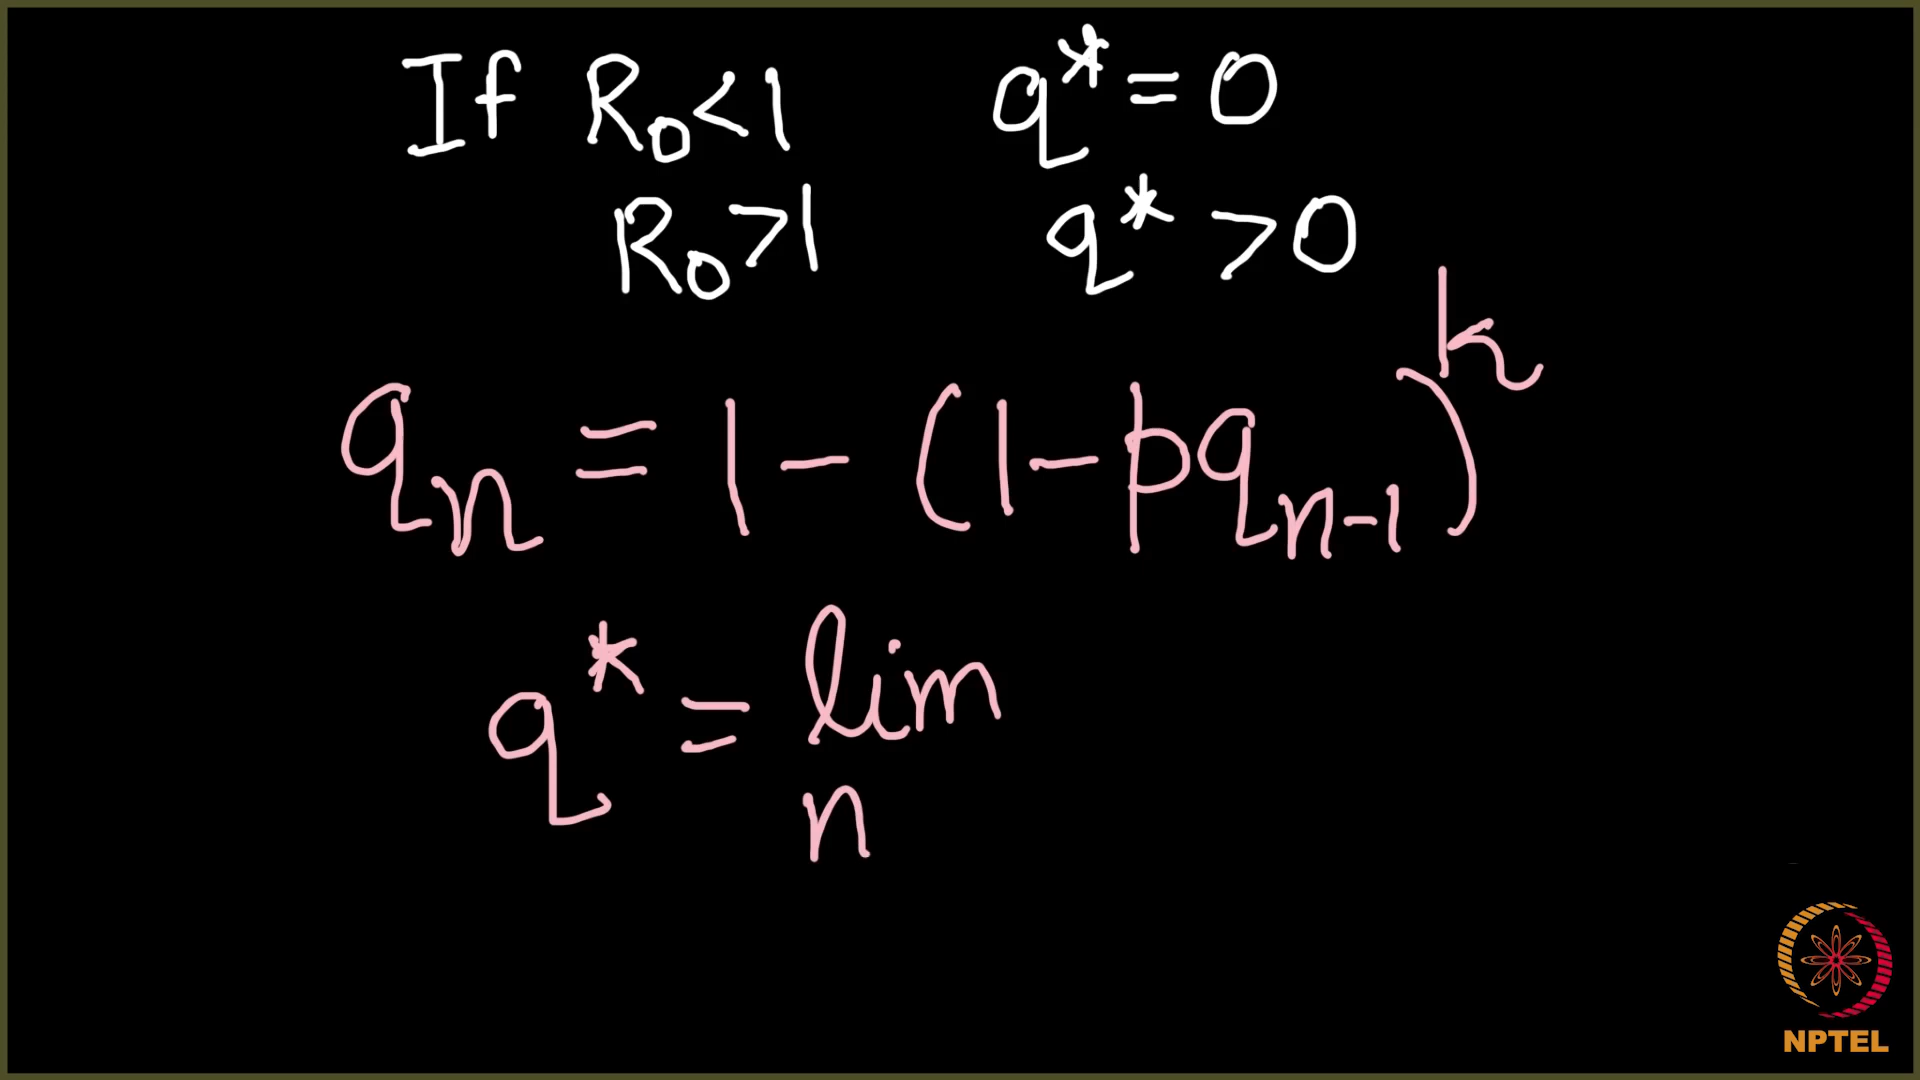 If R₀<1 q*=0
R₀>1 q*>0
qₙ = 1-(1-pqₙ₋₁)ᵏ
q* = lim
n
NPTEL